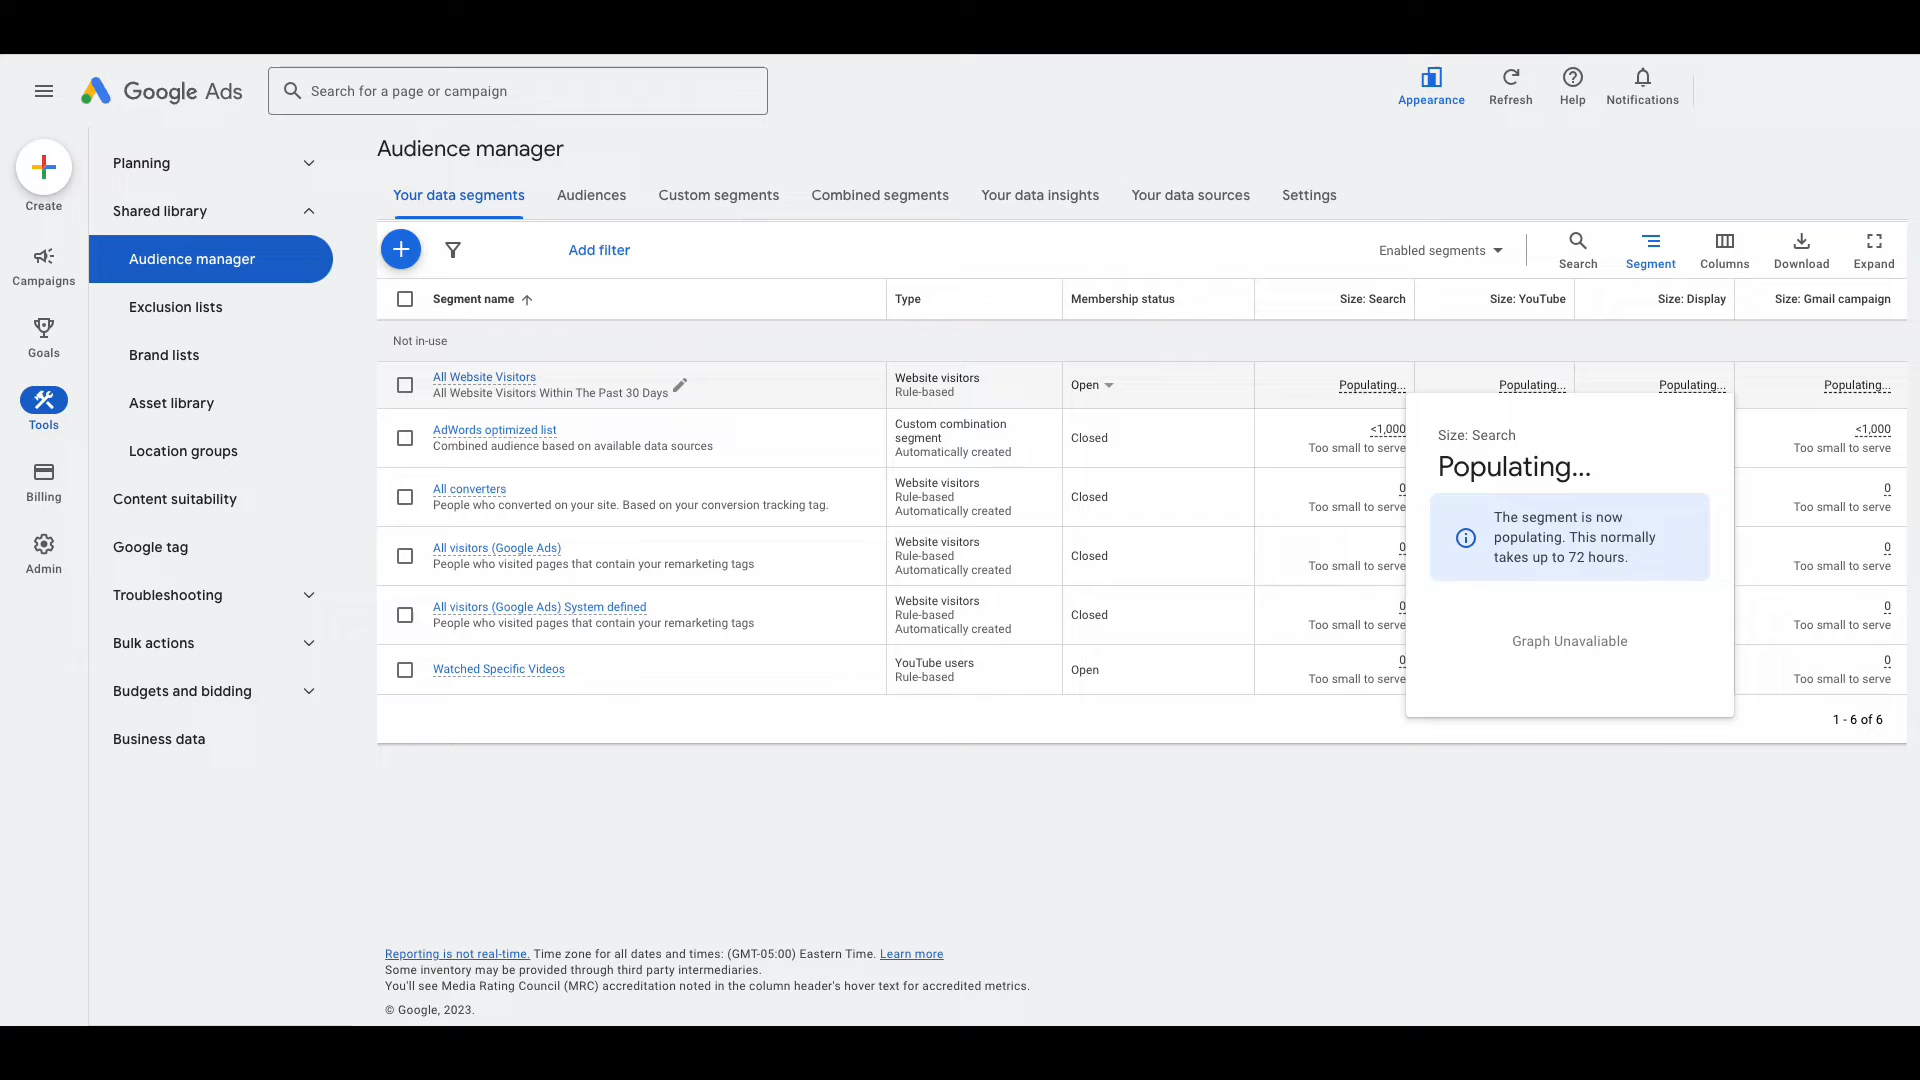 Google Ads
Search for a page or campaign
Appearance
Refresh
Help
Notifications
Create
Campaigns
Goals
Tools
Billing
Admin
Planning
Shared library
Audience manager
Exclusion lists
Brand lists
Asset library
Location groups
Content suitability
Google tag
Troubleshooting
Bulk actions
Budgets and bidding
Business data
Audience manager
Your data segments
Audiences
Custom segments
Combined segments
Your data insights
Your data sources
Settings
Add filter
Enabled segments
Search
Segment
Columns
Download
Expand
Segment name
Type
Membership status
Size: Search
Size: YouTube
Size: Display
Size: Gmail campaign
Not in-use
All Website Visitors
All Website Visitors Within The Past 30 Days
Website visitors
Rule-based
Open
Populating...
Populating...
Populating...
Populating...
AdWords optimized list
Combined audience based on available data sources
Custom combination
segment
Automatically created
Closed
<1,000
Too small to serve
<1,000
Too small to serve
All converters
People who converted on your site. Based on your conversion tracking tag.
Website visitors
Rule-based
Automatically created
Closed
0
Too small to serve
0
Too small to serve
All visitors (Google Ads)
People who visited pages that contain your remarketing tags
Website visitors
Rule-based
Automatically created
Closed
0
Too small to serve
0
Too small to serve
All visitors (Google Ads) System defined
People who visited pages that contain your remarketing tags
Website visitors
Rule-based
Automatically created
Closed
0
Too small to serve
0
Too small to serve
Watched Specific Videos
YouTube users
Rule-based
Open
0
Too small to serve
0
Too small to serve
Size: Search
Populating...
The segment is now
populating. This normally
takes up to 72 hours.
Graph Unavaliable
1 - 6 of 6
Reporting is not real-time. Time zone for all dates and times: (GMT-05:00) Eastern Time. Learn more
Some inventory may be provided through third party intermediaries.
You'll see Media Rating Council (MRC) accreditation noted in the column header's hover text for accredited metrics.
© Google, 2023.